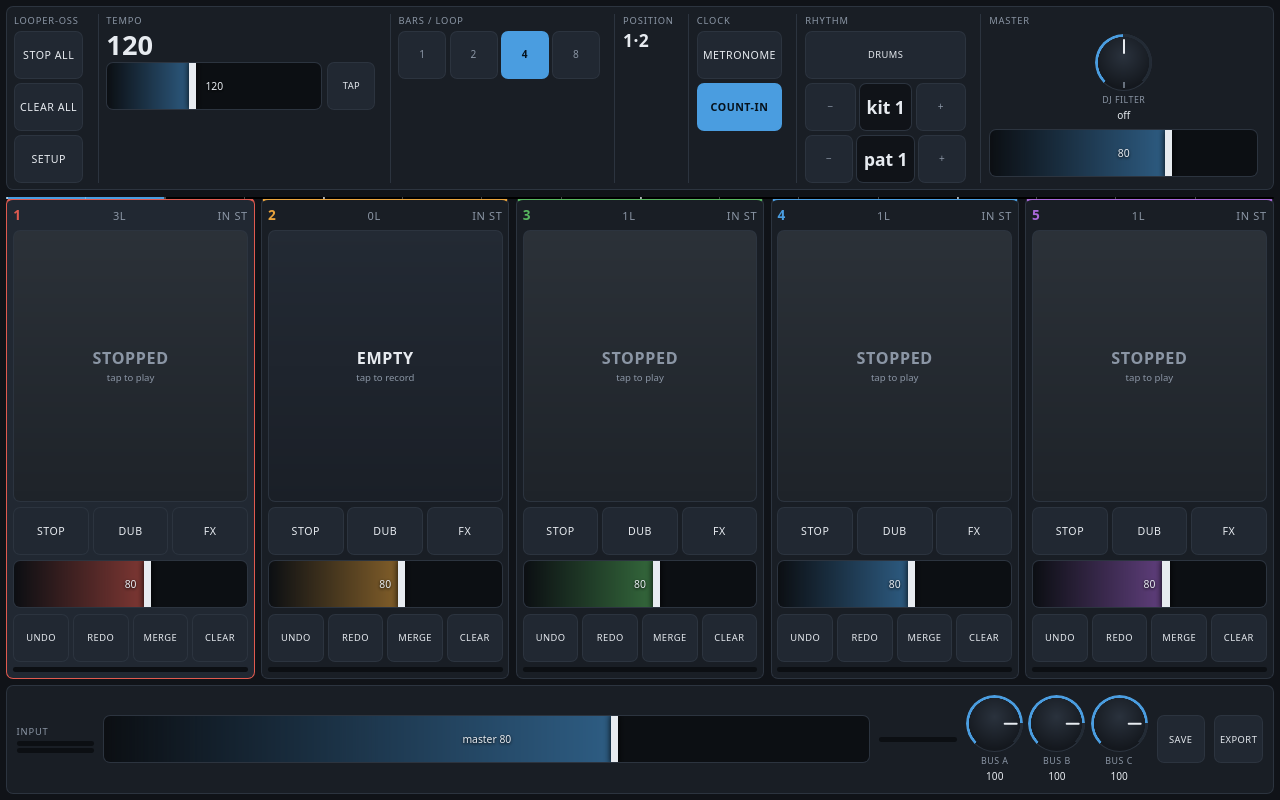 LOOPER-OSS
STOP ALL
CLEAR ALL
SETUP
TEMPO
120
120
TAP
BARS / LOOP
1
2
4
8
POSITION
1·2
CLOCK
METRONOME
COUNT-IN
RHYTHM
DRUMS
−
kit 1
+
−
pat 1
+
MASTER
DJ FILTER
off
80
1
3L
IN ST
STOPPED
tap to play
STOP
DUB
FX
80
UNDO
REDO
MERGE
CLEAR
2
0L
IN ST
EMPTY
tap to record
STOP
DUB
FX
80
UNDO
REDO
MERGE
CLEAR
3
1L
IN ST
STOPPED
tap to play
STOP
DUB
FX
80
UNDO
REDO
MERGE
CLEAR
4
1L
IN ST
STOPPED
tap to play
STOP
DUB
FX
80
UNDO
REDO
MERGE
CLEAR
5
1L
IN ST
STOPPED
tap to play
STOP
DUB
FX
80
UNDO
REDO
MERGE
CLEAR
INPUT
master 80
BUS A
100
BUS B
100
BUS C
100
SAVE
EXPORT